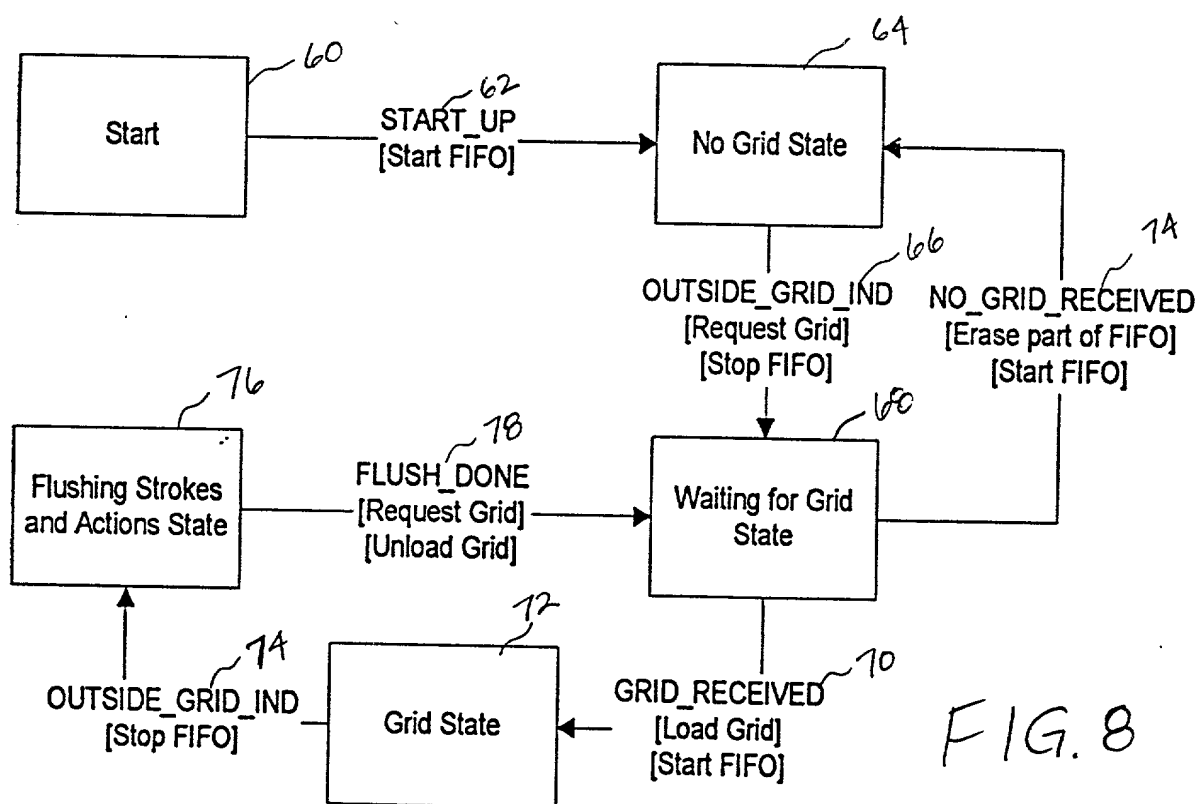 60
Start
62
START_UP
[Start FIFO]
64
No Grid State
66
OUTSIDE_GRID_IND
[Request Grid]
[Stop FIFO]
74
NO_GRID_RECEIVED
[Erase part of FIFO]
[Start FIFO]
76
Flushing Strokes
and Actions State
78
FLUSH_DONE
[Request Grid]
[Unload Grid]
68
Waiting for Grid
State
74
OUTSIDE_GRID_IND
[Stop FIFO]
72
Grid State
70
GRID_RECEIVED
[Load Grid]
[Start FIFO]
FIG. 8